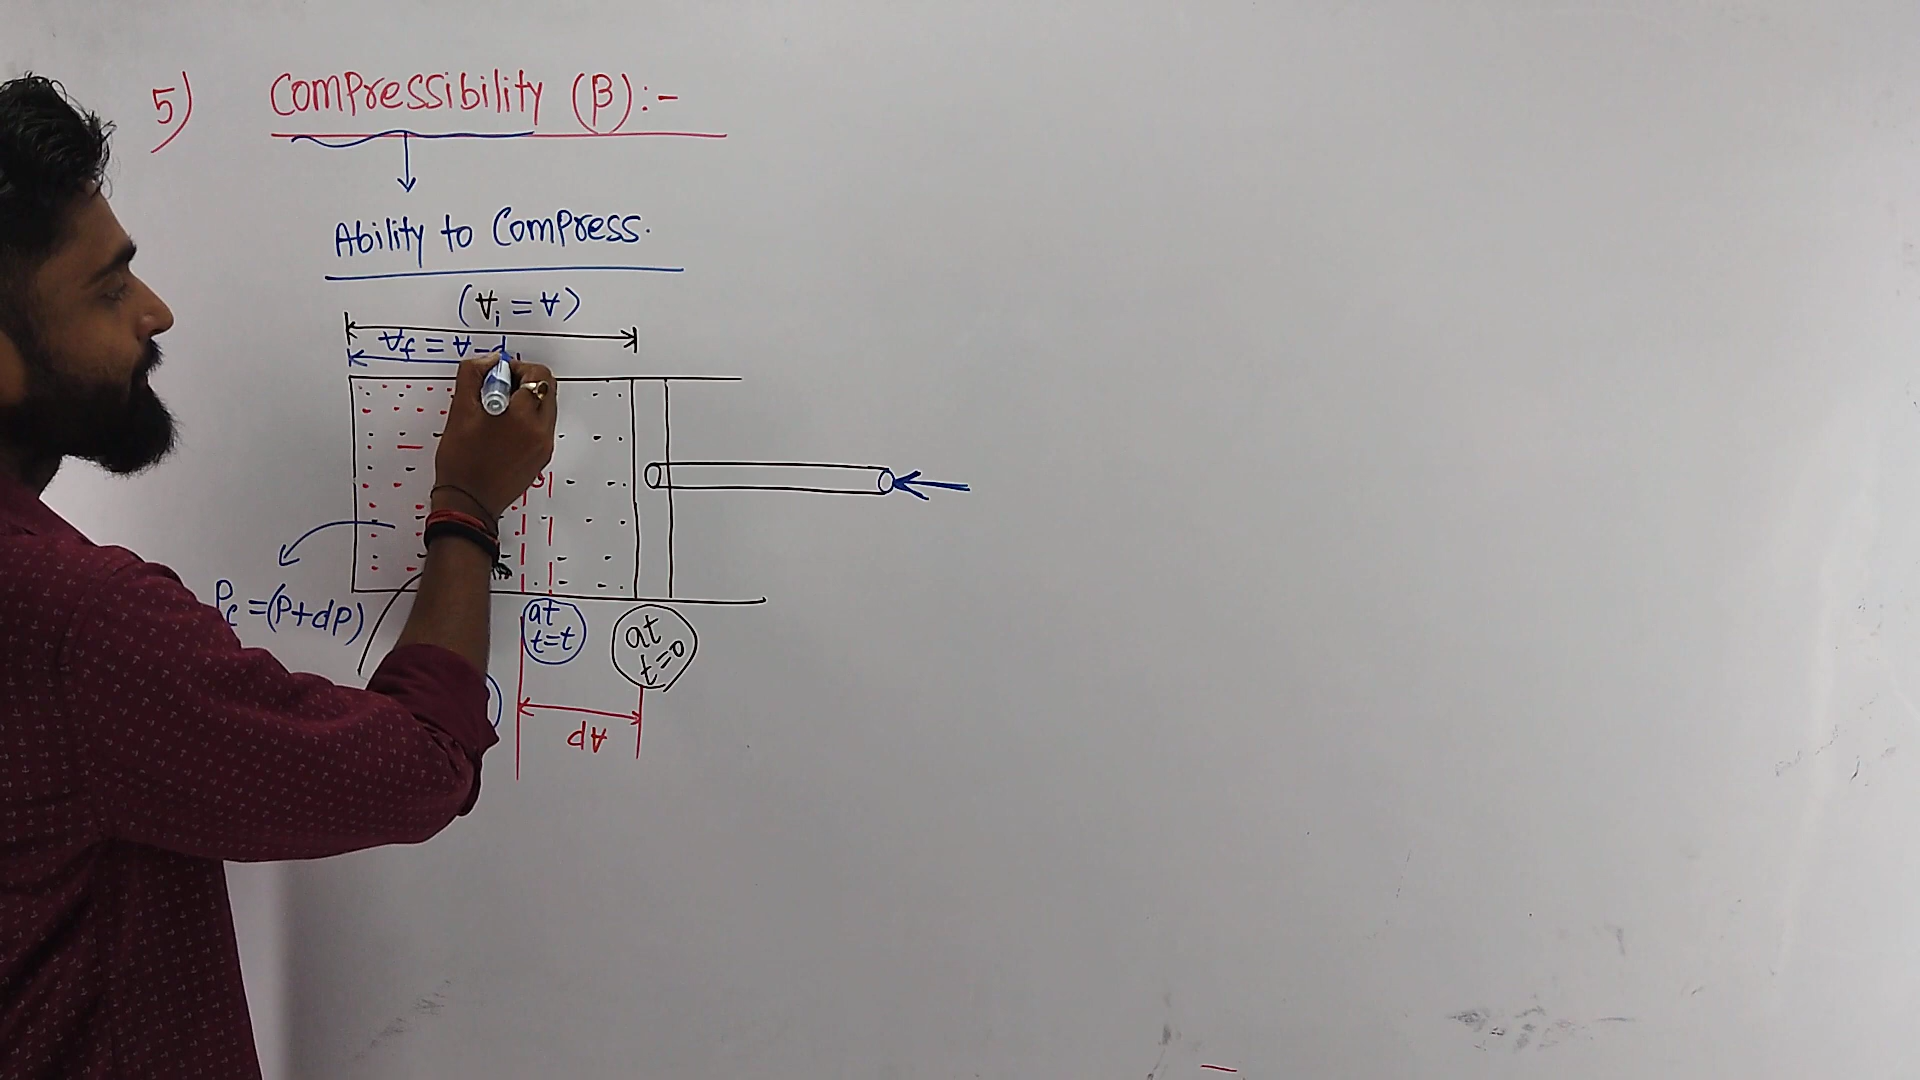 5) Compressibility (β):-
Ability to Compress.
(∀i = ∀)
∀f = ∀-d
Pf =(P+dP)
at
t=t
at
t=0
d∀